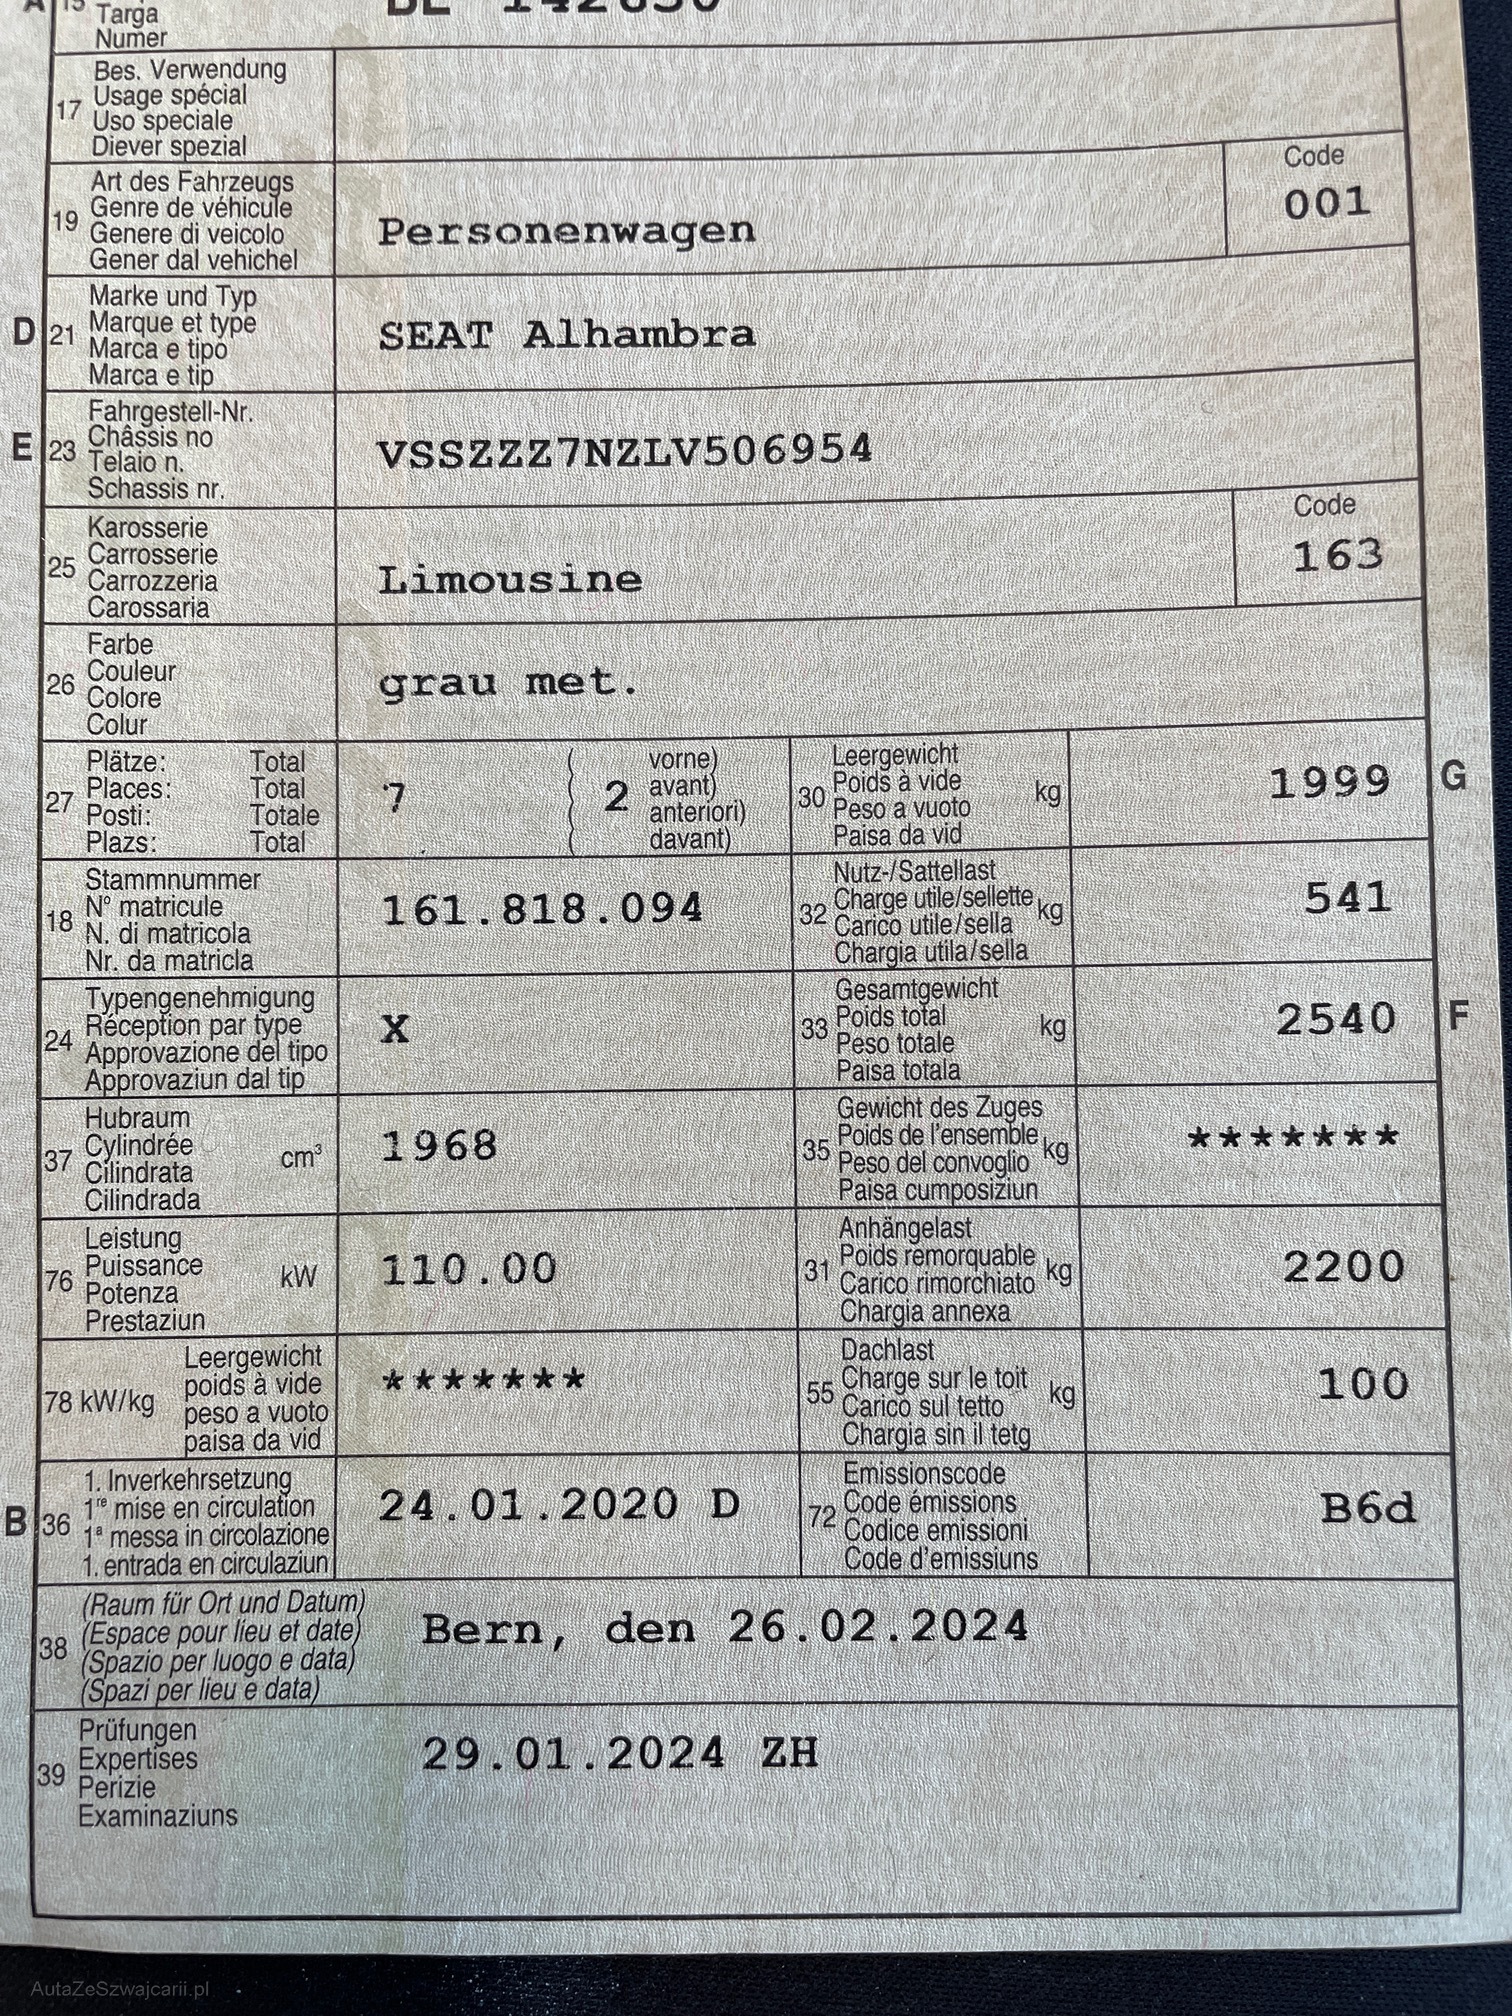 A 15 Targa
Numer
17 Bes. Verwendung
Usage spécial
Uso speciale
Diever spezial
19 Art des Fahrzeugs
Genre de véhicule
Genere di veicolo
Gener dal vehichel
Personenwagen
Code
001
D 21 Marke und Typ
Marque et type
Marca e tipo
Marca e tip
SEAT Alhambra
E 23 Fahrgestell-Nr.
Châssis no
Telaio n.
Schassis nr.
VSSZZZ7NZLV506954
25 Karosserie
Carrosserie
Carrozzeria
Carossaria
Limousine
Code
163
26 Farbe
Couleur
Colore
Colur
grau met.
27 Plätze: Total
Places: Total
Posti: Totale
Plazs: Total
7
( 2 vorne)
( avant)
( anteriori)
( davant)
30 Leergewicht
Poids à vide
Peso a vuoto
Paisa da vid
kg
1999 G
18 Stammnummer
N° matricule
N. di matricola
Nr. da matricla
161.818.094
32 Nutz-/Sattellast
Charge utile/sellette
Carico utile/sella
Chargia utila/sella
kg
541
24 Typengenehmigung
Réception par type
Approvazione del tipo
Approvaziun dal tip
X
33 Gesamtgewicht
Poids total
Peso totale
Paisa totala
kg
2540 F
37 Hubraum
Cylindrée
Cilindrata
Cilindrada
cm³
1968
35 Gewicht des Zuges
Poids de l'ensemble
Peso del convoglio
Paisa cumposiziun
kg
*******
76 Leistung
Puissance
Potenza
Prestaziun
kW
110.00
31 Anhängelast
Poids remorquable
Carico rimorchiato
Chargia annexa
kg
2200
78 kW/kg
Leergewicht
poids à vide
peso a vuoto
paisa da vid
*******
55 Dachlast
Charge sur le toit
Carico sul tetto
Chargia sin il tetg
kg
100
B 36 1. Inverkehrsetzung
1re mise en circulation
1a messa in circolazione
1. entrada en circulaziun
24.01.2020 D
72 Emissionscode
Code émissions
Codice emissioni
Code d'emissiuns
B6d
38 (Raum für Ort und Datum)
(Espace pour lieu et date)
(Spazio per luogo e data)
(Spazi per lieu e data)
Bern, den 26.02.2024
39 Prüfungen
Expertises
Perizie
Examinaziuns
29.01.2024 ZH
AutaZeSzwajcarii.pl